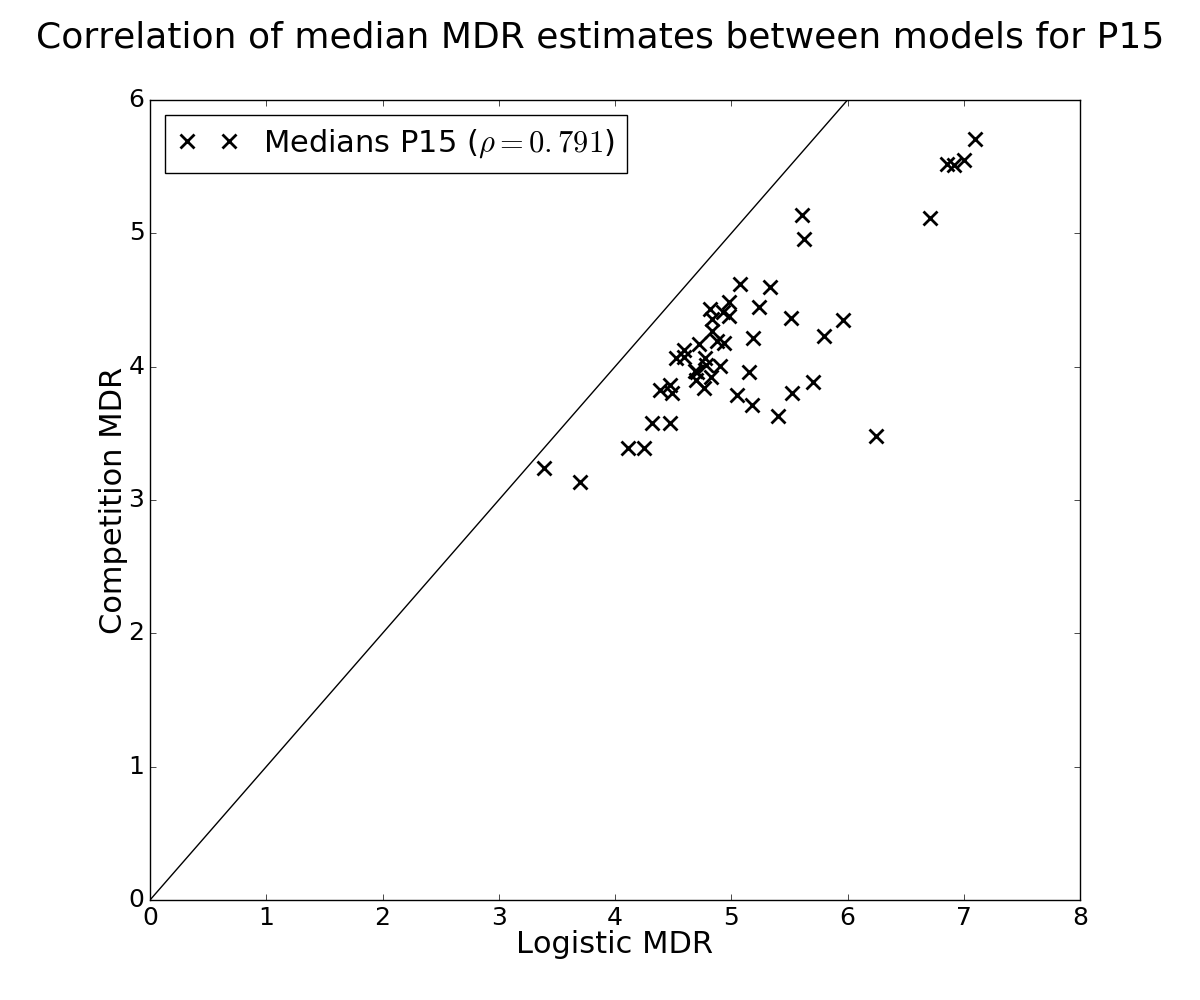 Correlation of median MDR estimates between models for P15
Medians P15 (ρ = 0.791)
6
5
4
3
2
1
0
Competition MDR
0 1 2 3 4 5 6 7 8
Logistic MDR